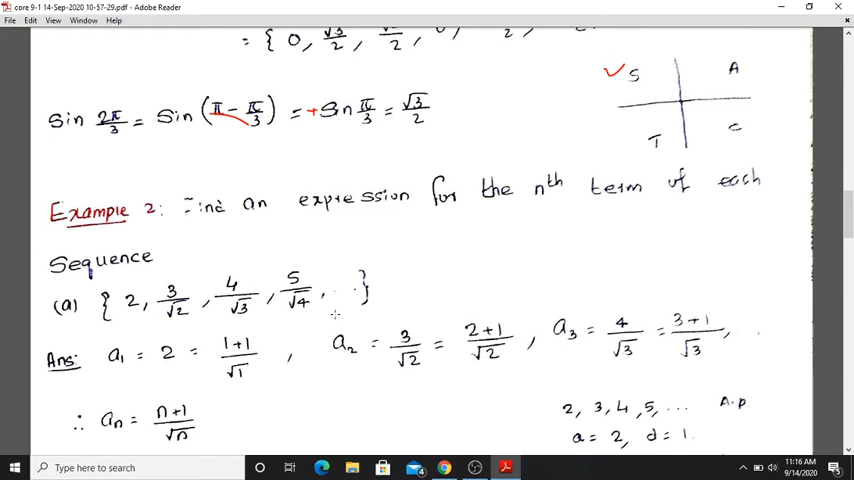 core 9-1 14-Sep-2020 10-57-29.pdf - Adobe Reader
File Edit View Window Help
= { 0, √3/2,
Sin 2π/3 = Sin (π - π/3) = +Sin π/3 = √3/2
✓ S A
T C
Example 2: Find an expression for the nth term of each
Sequence
(a) { 2, 3/√2, 4/√3, 5/√4, ... }
Ans: a1 = 2 = 1+1/√1, a2 = 3/√2 = 2+1/√2, a3 = 4/√3 = 3+1/√3,
∴ an = n+1/√n
2, 3, 4, 5, ... A.P
a = 2, d = 1.
Type here to search
11:16 AM
9/14/2020